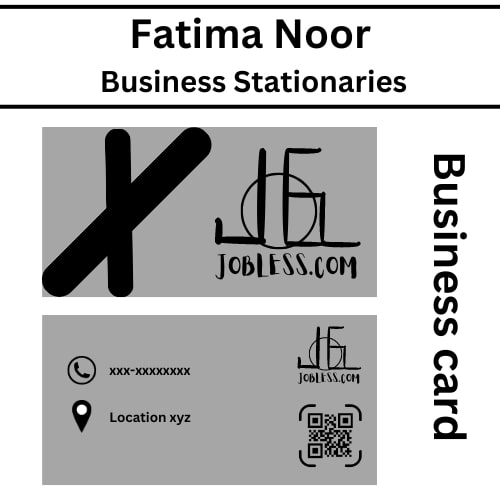 Fatima Noor
Business Stationaries
JOBLESS.COM
Business card
JOBLESS.COM
xxx-xxxxxxxx
Location xyz